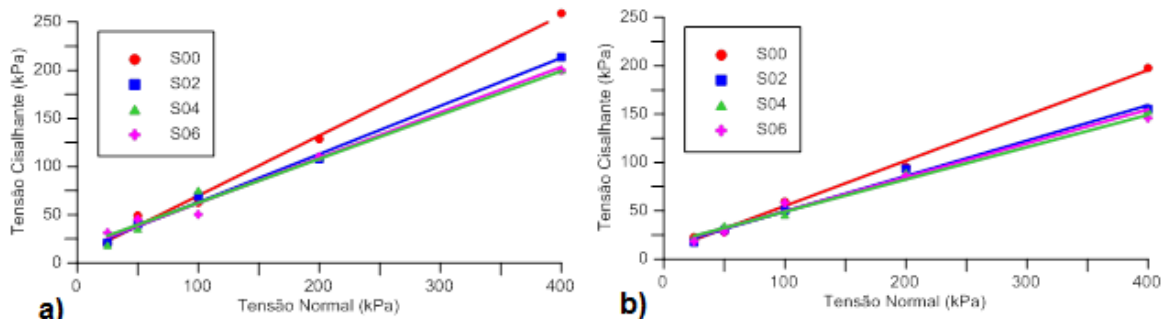 250
200
150
100
50
0
Tensão Cisalhante (kPa)
S00
S02
S04
S06
0 100 200 300 400
Tensão Normal (kPa)
a)
250
200
150
100
50
0
Tensão Cisalhante (kPa)
S00
S02
S04
S06
0 100 200 300 400
Tensão Normal (kPa)
b)